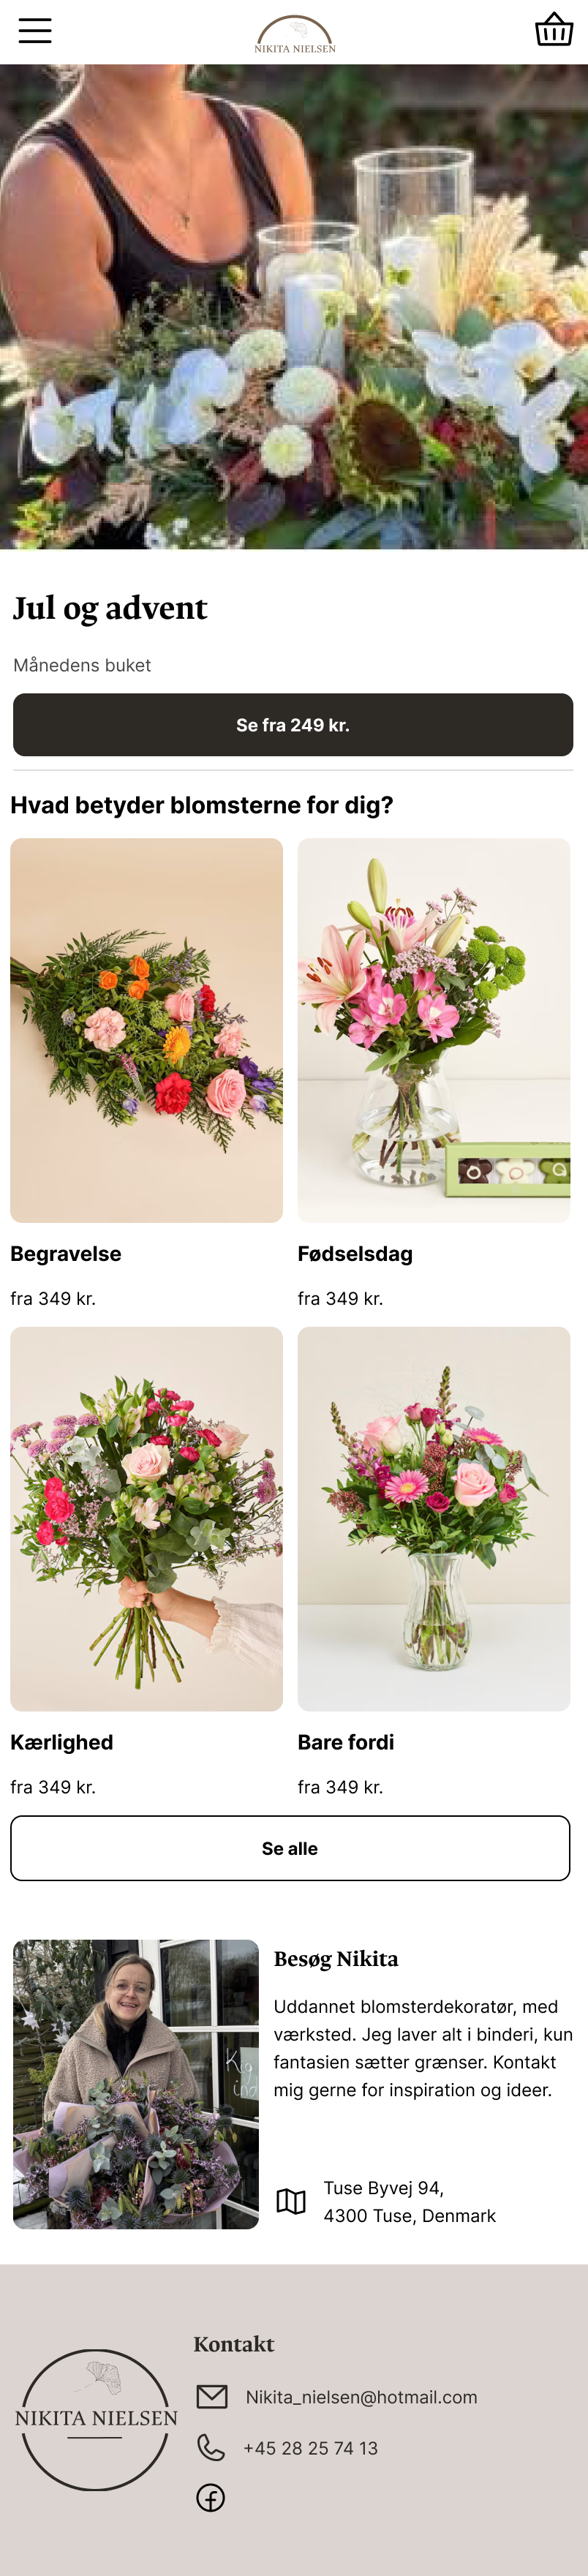 NIKITA NIELSEN
Jul og advent
Månedens buket
Se fra 249 kr.
Hvad betyder blomsterne for dig?
Begravelse
fra 349 kr.
Fødselsdag
fra 349 kr.
Kærlighed
fra 349 kr.
Bare fordi
fra 349 kr.
Se alle
Besøg Nikita
Uddannet blomsterdekoratør, med
værksted. Jeg laver alt i binderi, kun
fantasien sætter grænser. Kontakt
mig gerne for inspiration og ideer.
Tuse Byvej 94,
4300 Tuse, Denmark
NIKITA NIELSEN
Kontakt
Nikita_nielsen@hotmail.com
+45 28 25 74 13